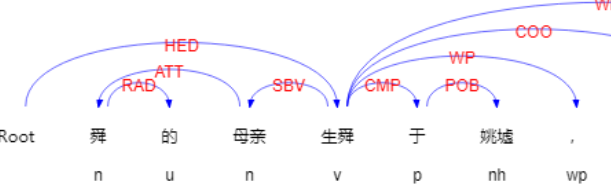 W
HED
COO
WP
ATT
RAD
SBV
CMP
POB
Root 舜 的 母亲 生舜 于 姚墟 ,
n u n v p nh wp